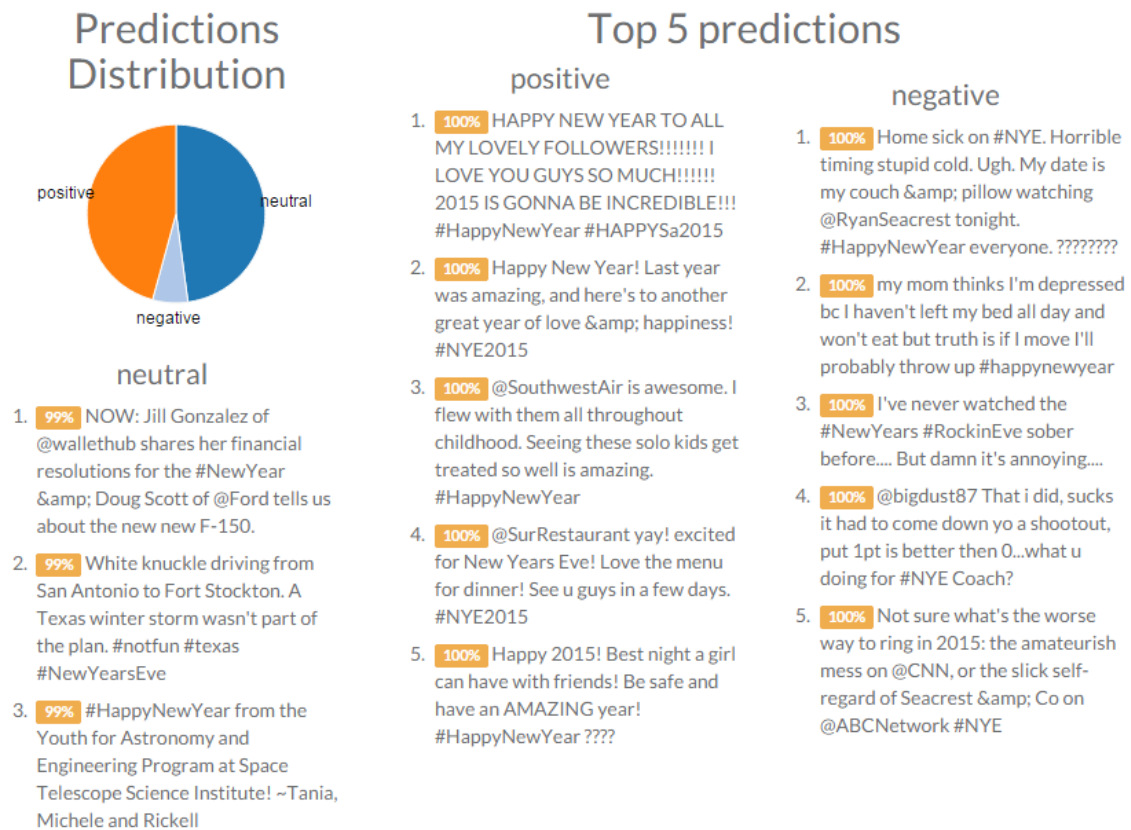 Predictions
Distribution
positive
neutral
negative
neutral
1. 99% NOW: Jill Gonzalez of
@wallethub shares her financial
resolutions for the #NewYear
&amp; Doug Scott of @Ford tells us
about the new new F-150.
2. 99% White knuckle driving from
San Antonio to Fort Stockton. A
Texas winter storm wasn't part of
the plan. #notfun #texas
#NewYearsEve
3. 99% #HappyNewYear from the
Youth for Astronomy and
Engineering Program at Space
Telescope Science Institute! ~Tania,
Michele and Rickell
Top 5 predictions
positive
1. 100% HAPPY NEW YEAR TO ALL
MY LOVELY FOLLOWERS!!!!!!! I
LOVE YOU GUYS SO MUCH!!!!!!
2015 IS GONNA BE INCREDIBLE!!!
#HappyNewYear #HAPPYSa2015
2. 100% Happy New Year! Last year
was amazing, and here's to another
great year of love &amp; happiness!
#NYE2015
3. 100% @SouthwestAir is awesome. I
flew with them all throughout
childhood. Seeing these solo kids get
treated so well is amazing.
#HappyNewYear
4. 100% @SurRestaurant yay! excited
for New Years Eve! Love the menu
for dinner! See u guys in a few days.
#NYE2015
5. 100% Happy 2015! Best night a girl
can have with friends! Be safe and
have an AMAZING year!
#HappyNewYear ????
negative
1. 100% Home sick on #NYE. Horrible
timing stupid cold. Ugh. My date is
my couch &amp; pillow watching
@RyanSeacrest tonight.
#HappyNewYear everyone. ????????
2. 100% my mom thinks I'm depressed
bc I haven't left my bed all day and
won't eat but truth is if I move I'll
probably throw up #happynewyear
3. 100% I've never watched the
#NewYears #RockinEve sober
before.... But damn it's annoying....
4. 100% @bigdust87 That i did, sucks
it had to come down yo a shootout,
put 1pt is better then 0...what u
doing for #NYE Coach?
5. 100% Not sure what's the worse
way to ring in 2015: the amateurish
mess on @CNN, or the slick self-
regard of Seacrest &amp; Co on
@ABCNetwork #NYE